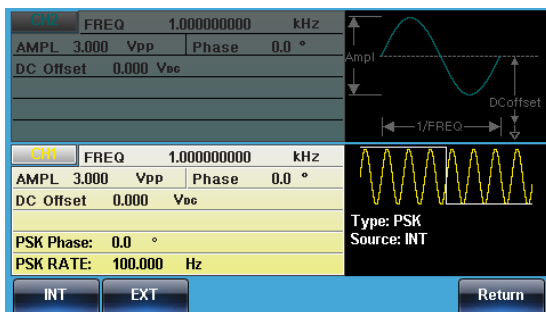 CH2 FREQ 1.000000000 kHz
AMPL 3.000 Vpp Phase 0.0 °
DC Offset 0.000 VDC
Ampl
DCoffset
1/FREQ
CH1 FREQ 1.000000000 kHz
AMPL 3.000 Vpp Phase 0.0 °
DC Offset 0.000 VDC
PSK Phase: 0.0 °
PSK RATE: 100.000 Hz
Type: PSK
Source: INT
INT EXT Return